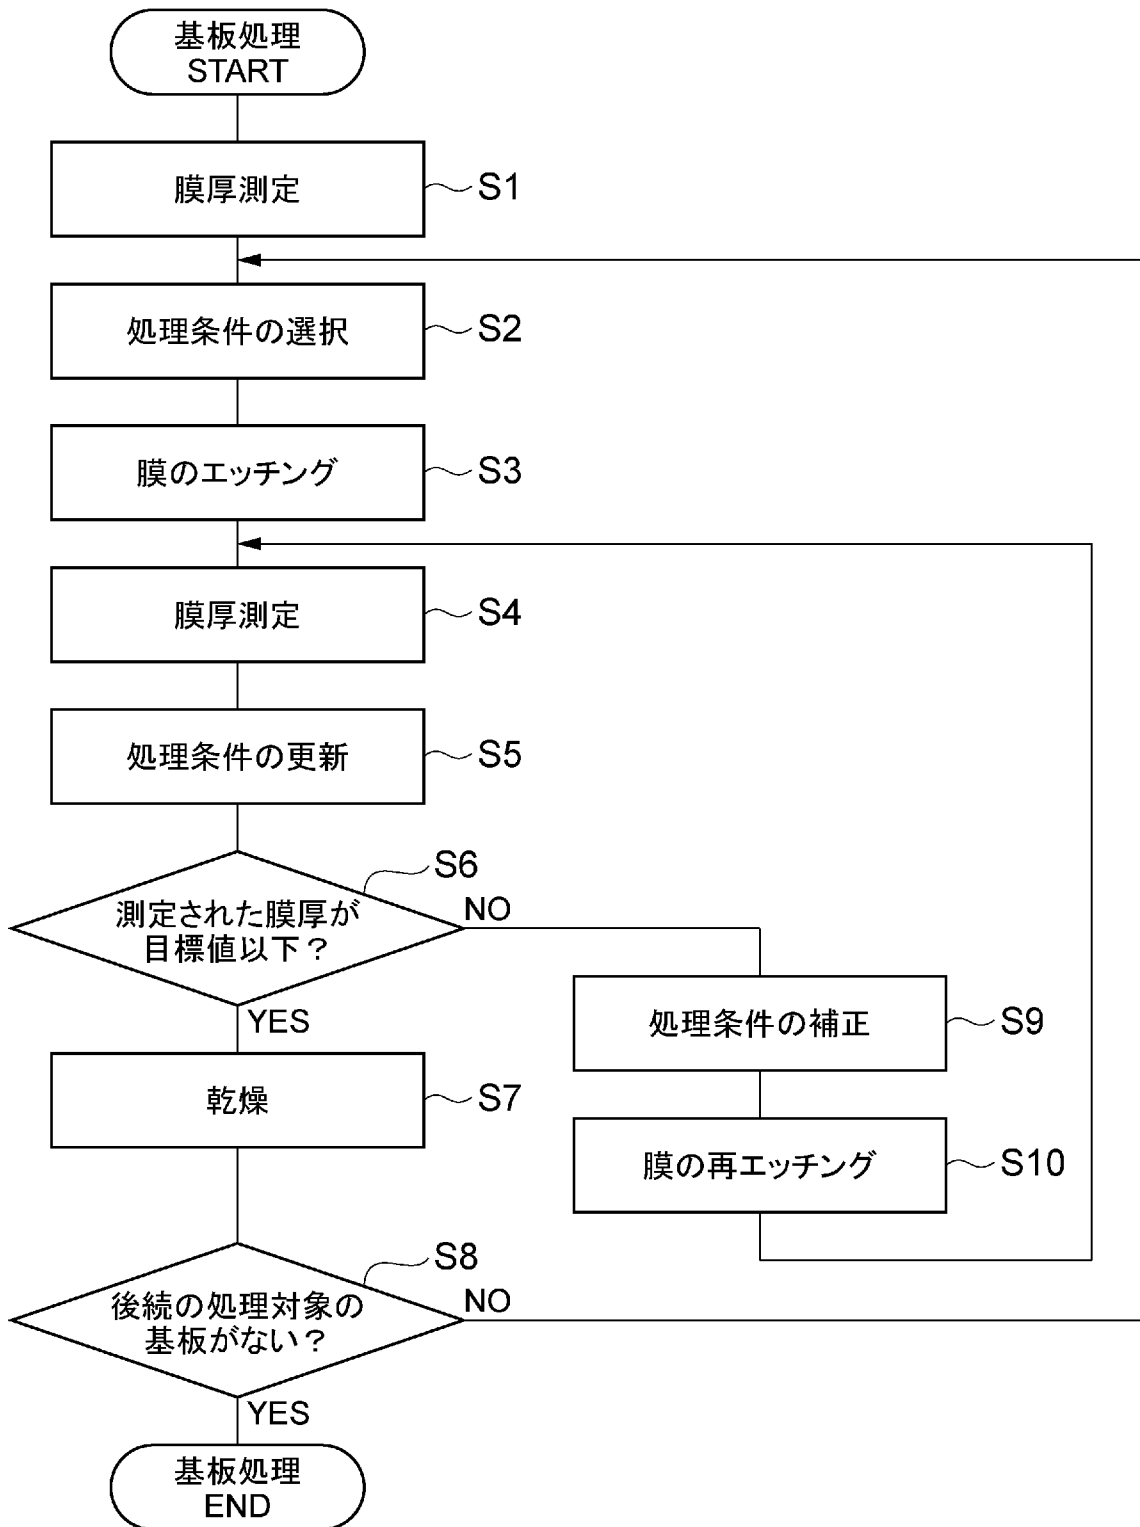 基板処理
START
膜厚測定
S1
処理条件の選択
S2
膜のエッチング
S3
膜厚測定
S4
処理条件の更新
S5
S6
測定された膜厚が
目標値以下？
NO
YES
処理条件の補正
S9
乾燥
S7
膜の再エッチング
S10
S8
後続の処理対象の
基板がない？
NO
YES
基板処理
END